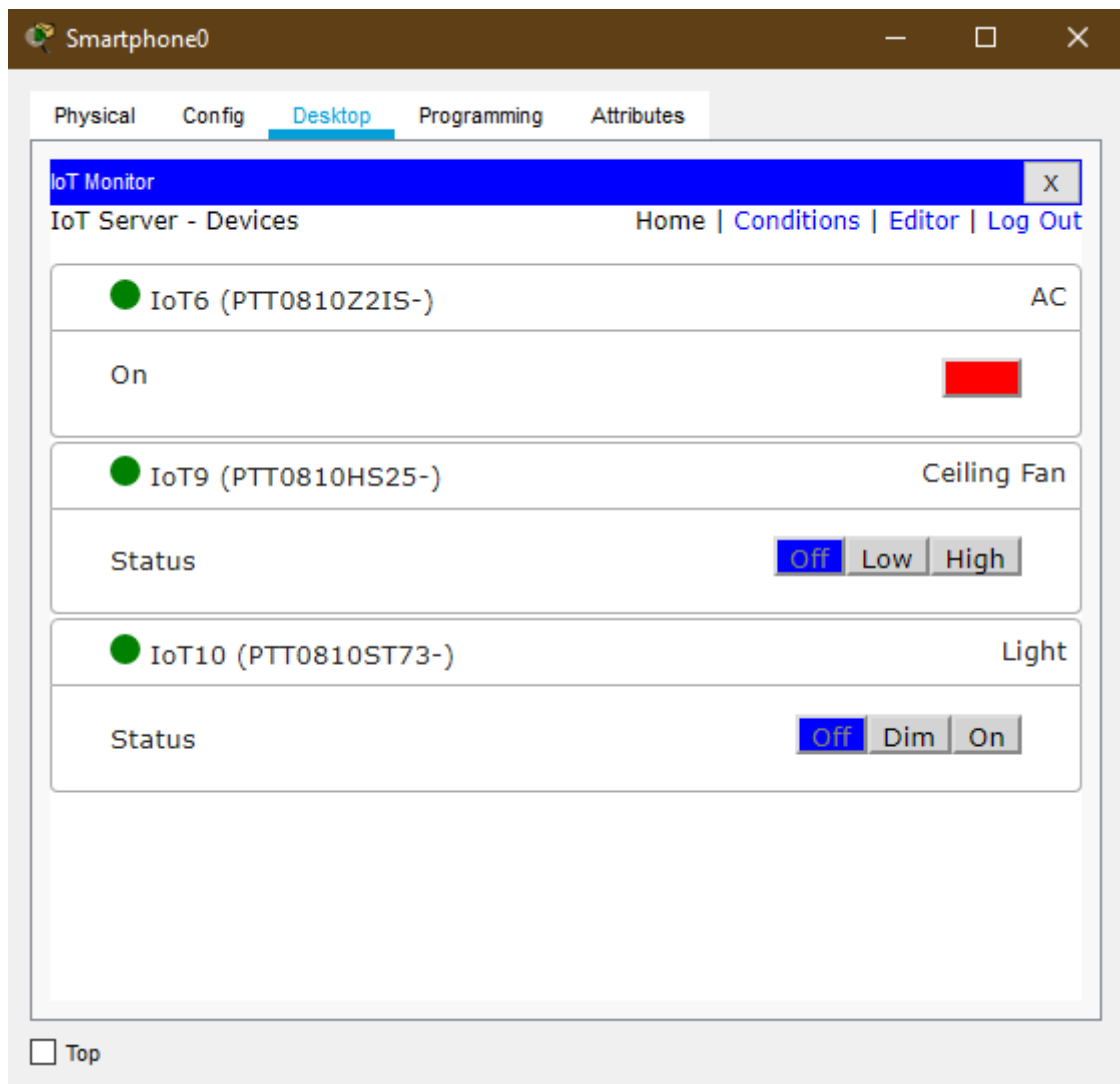 Smartphone0
Physical Config Desktop Programming Attributes
IoT Monitor X
IoT Server - Devices Home | Conditions | Editor | Log Out
IoT6 (PTT0810Z2IS-) AC
On
IoT9 (PTT0810HS25-) Ceiling Fan
Status Off Low High
IoT10 (PTT0810ST73-) Light
Status Off Dim On
Top